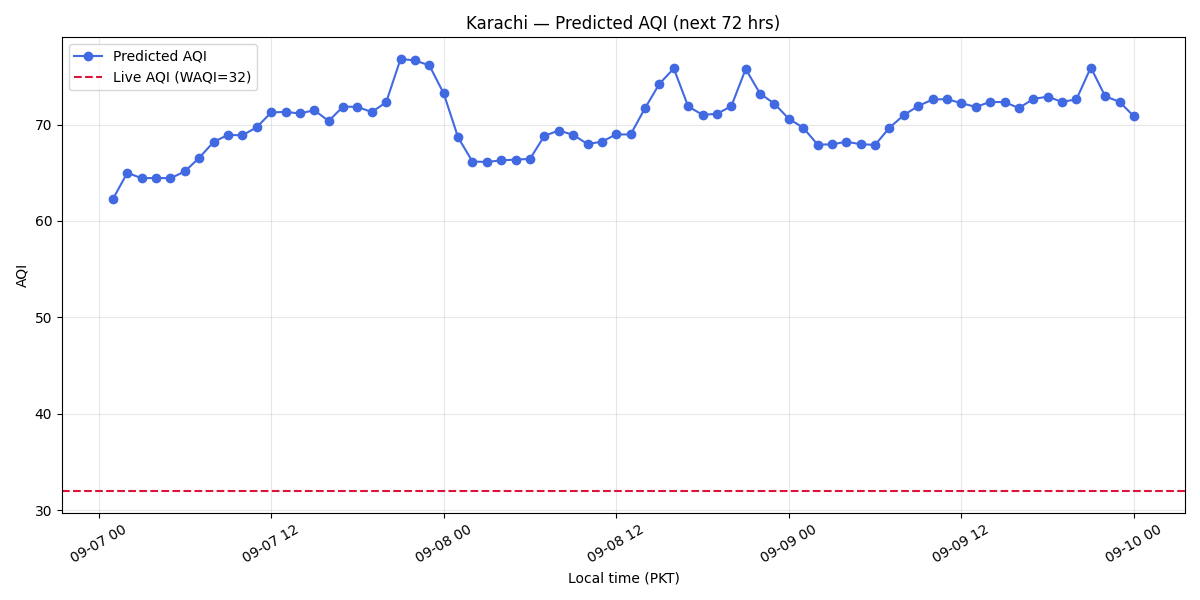 Karachi — Predicted AQI (next 72 hrs)
Predicted AQI
Live AQI (WAQI=32)
AQI
70
60
50
40
30
09-07 00
09-07 12
09-08 00
09-08 12
09-09 00
09-09 12
09-10 00
Local time (PKT)